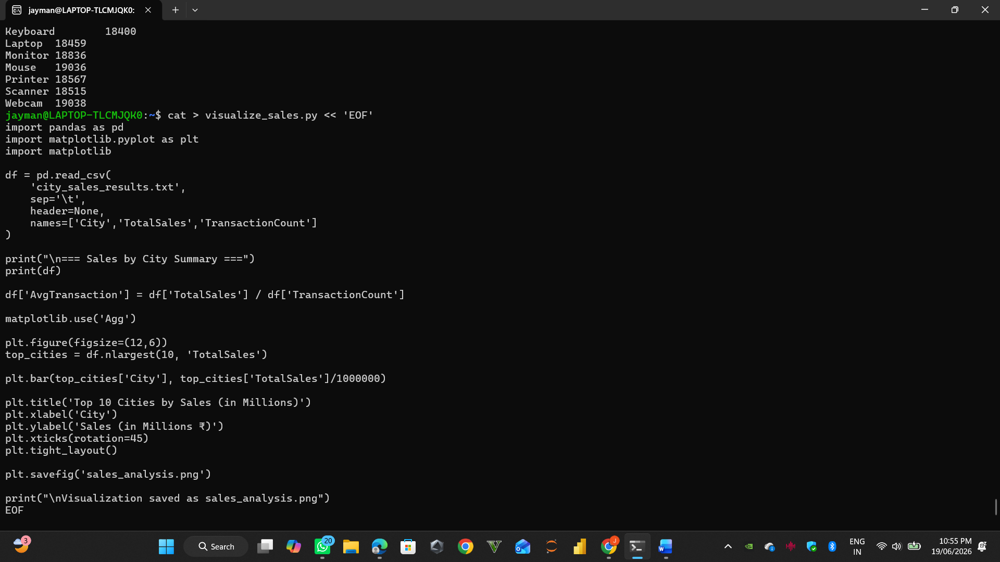 jayman@LAPTOP-TLCMJQK0:
Keyboard        18400
Laptop  18459
Monitor 18836
Mouse   19036
Printer 18567
Scanner 18515
Webcam  19038
jayman@LAPTOP-TLCMJQK0:~$ cat > visualize_sales.py << 'EOF'
import pandas as pd
import matplotlib.pyplot as plt
import matplotlib
df = pd.read_csv(
    'city_sales_results.txt',
    sep='\t',
    header=None,
    names=['City','TotalSales','TransactionCount']
)
print("\n=== Sales by City Summary ===")
print(df)
df['AvgTransaction'] = df['TotalSales'] / df['TransactionCount']
matplotlib.use('Agg')
plt.figure(figsize=(12,6))
top_cities = df.nlargest(10, 'TotalSales')
plt.bar(top_cities['City'], top_cities['TotalSales']/1000000)
plt.title('Top 10 Cities by Sales (in Millions)')
plt.xlabel('City')
plt.ylabel('Sales (in Millions ₹)')
plt.xticks(rotation=45)
plt.tight_layout()
plt.savefig('sales_analysis.png')
print("\nVisualization saved as sales_analysis.png")
EOF
3
Search
20
J
ENG
IN
10:55 PM
19/06/2026